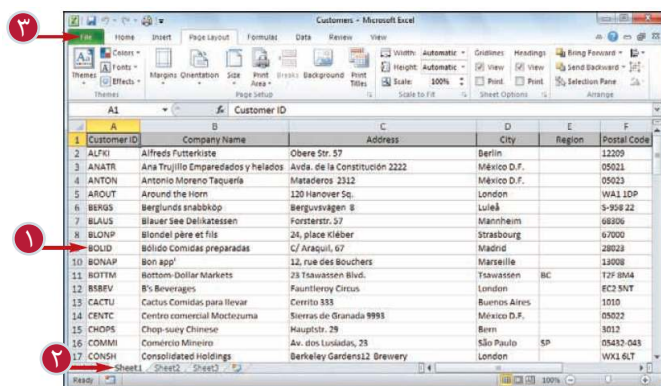 Customers - Microsoft Excel
٣
File Home Insert Page Layout Formulas Data Review View
Colors
Fonts
Effects
Themes
Margins Orientation Size Print Area Breaks Background Print Titles
Width: Automatic
Height: Automatic
Scale: 100%
Gridlines Headings
View View
Print Print
Bring Forward
Send Backward
Selection Pane
Themes Page Setup Scale to Fit Sheet Options Arrange
A1 fx Customer ID
A B C D E F
1 Customer ID Company Name Address City Region Postal Code
2 ALFKI Alfreds Futterkiste Obere Str. 57 Berlin 12209
3 ANATR Ana Trujillo Emparedados y helados Avda. de la Constitución 2222 México D.F. 05021
4 ANTON Antonio Moreno Taquería Mataderos 2312 México D.F. 05023
5 AROUT Around the Horn 120 Hanover Sq. London WA1 1DP
6 BERGS Berglunds snabbköp Berguvsvägen 8 Luleå S-958 22
7 BLAUS Blauer See Delikatessen Forsterstr. 57 Mannheim 68306
8 BLONP Blondel père et fils 24, place Kléber Strasbourg 67000
١
9 BOLID Bólido Comidas preparadas C/ Araquil, 67 Madrid 28023
10 BONAP Bon app' 12, rue des Bouchers Marseille 13008
11 BOTTM Bottom-Dollar Markets 23 Tsawassen Blvd. Tsawassen BC T2F 8M4
12 BSBEV B's Beverages Fauntleroy Circus London EC2 5NT
13 CACTU Cactus Comidas para llevar Cerrito 333 Buenos Aires 1010
14 CENTC Centro comercial Moctezuma Sierras de Granada 9993 México D.F. 05022
15 CHOPS Chop-suey Chinese Hauptstr. 29 Bern 3012
16 COMMI Comércio Mineiro Av. dos Lusíadas, 23 São Paulo SP 05432-043
17 CONSH Consolidated Holdings Berkeley Gardens12 Brewery London WX1 6LT
٢
Sheet1 Sheet2 Sheet3
Ready 100%